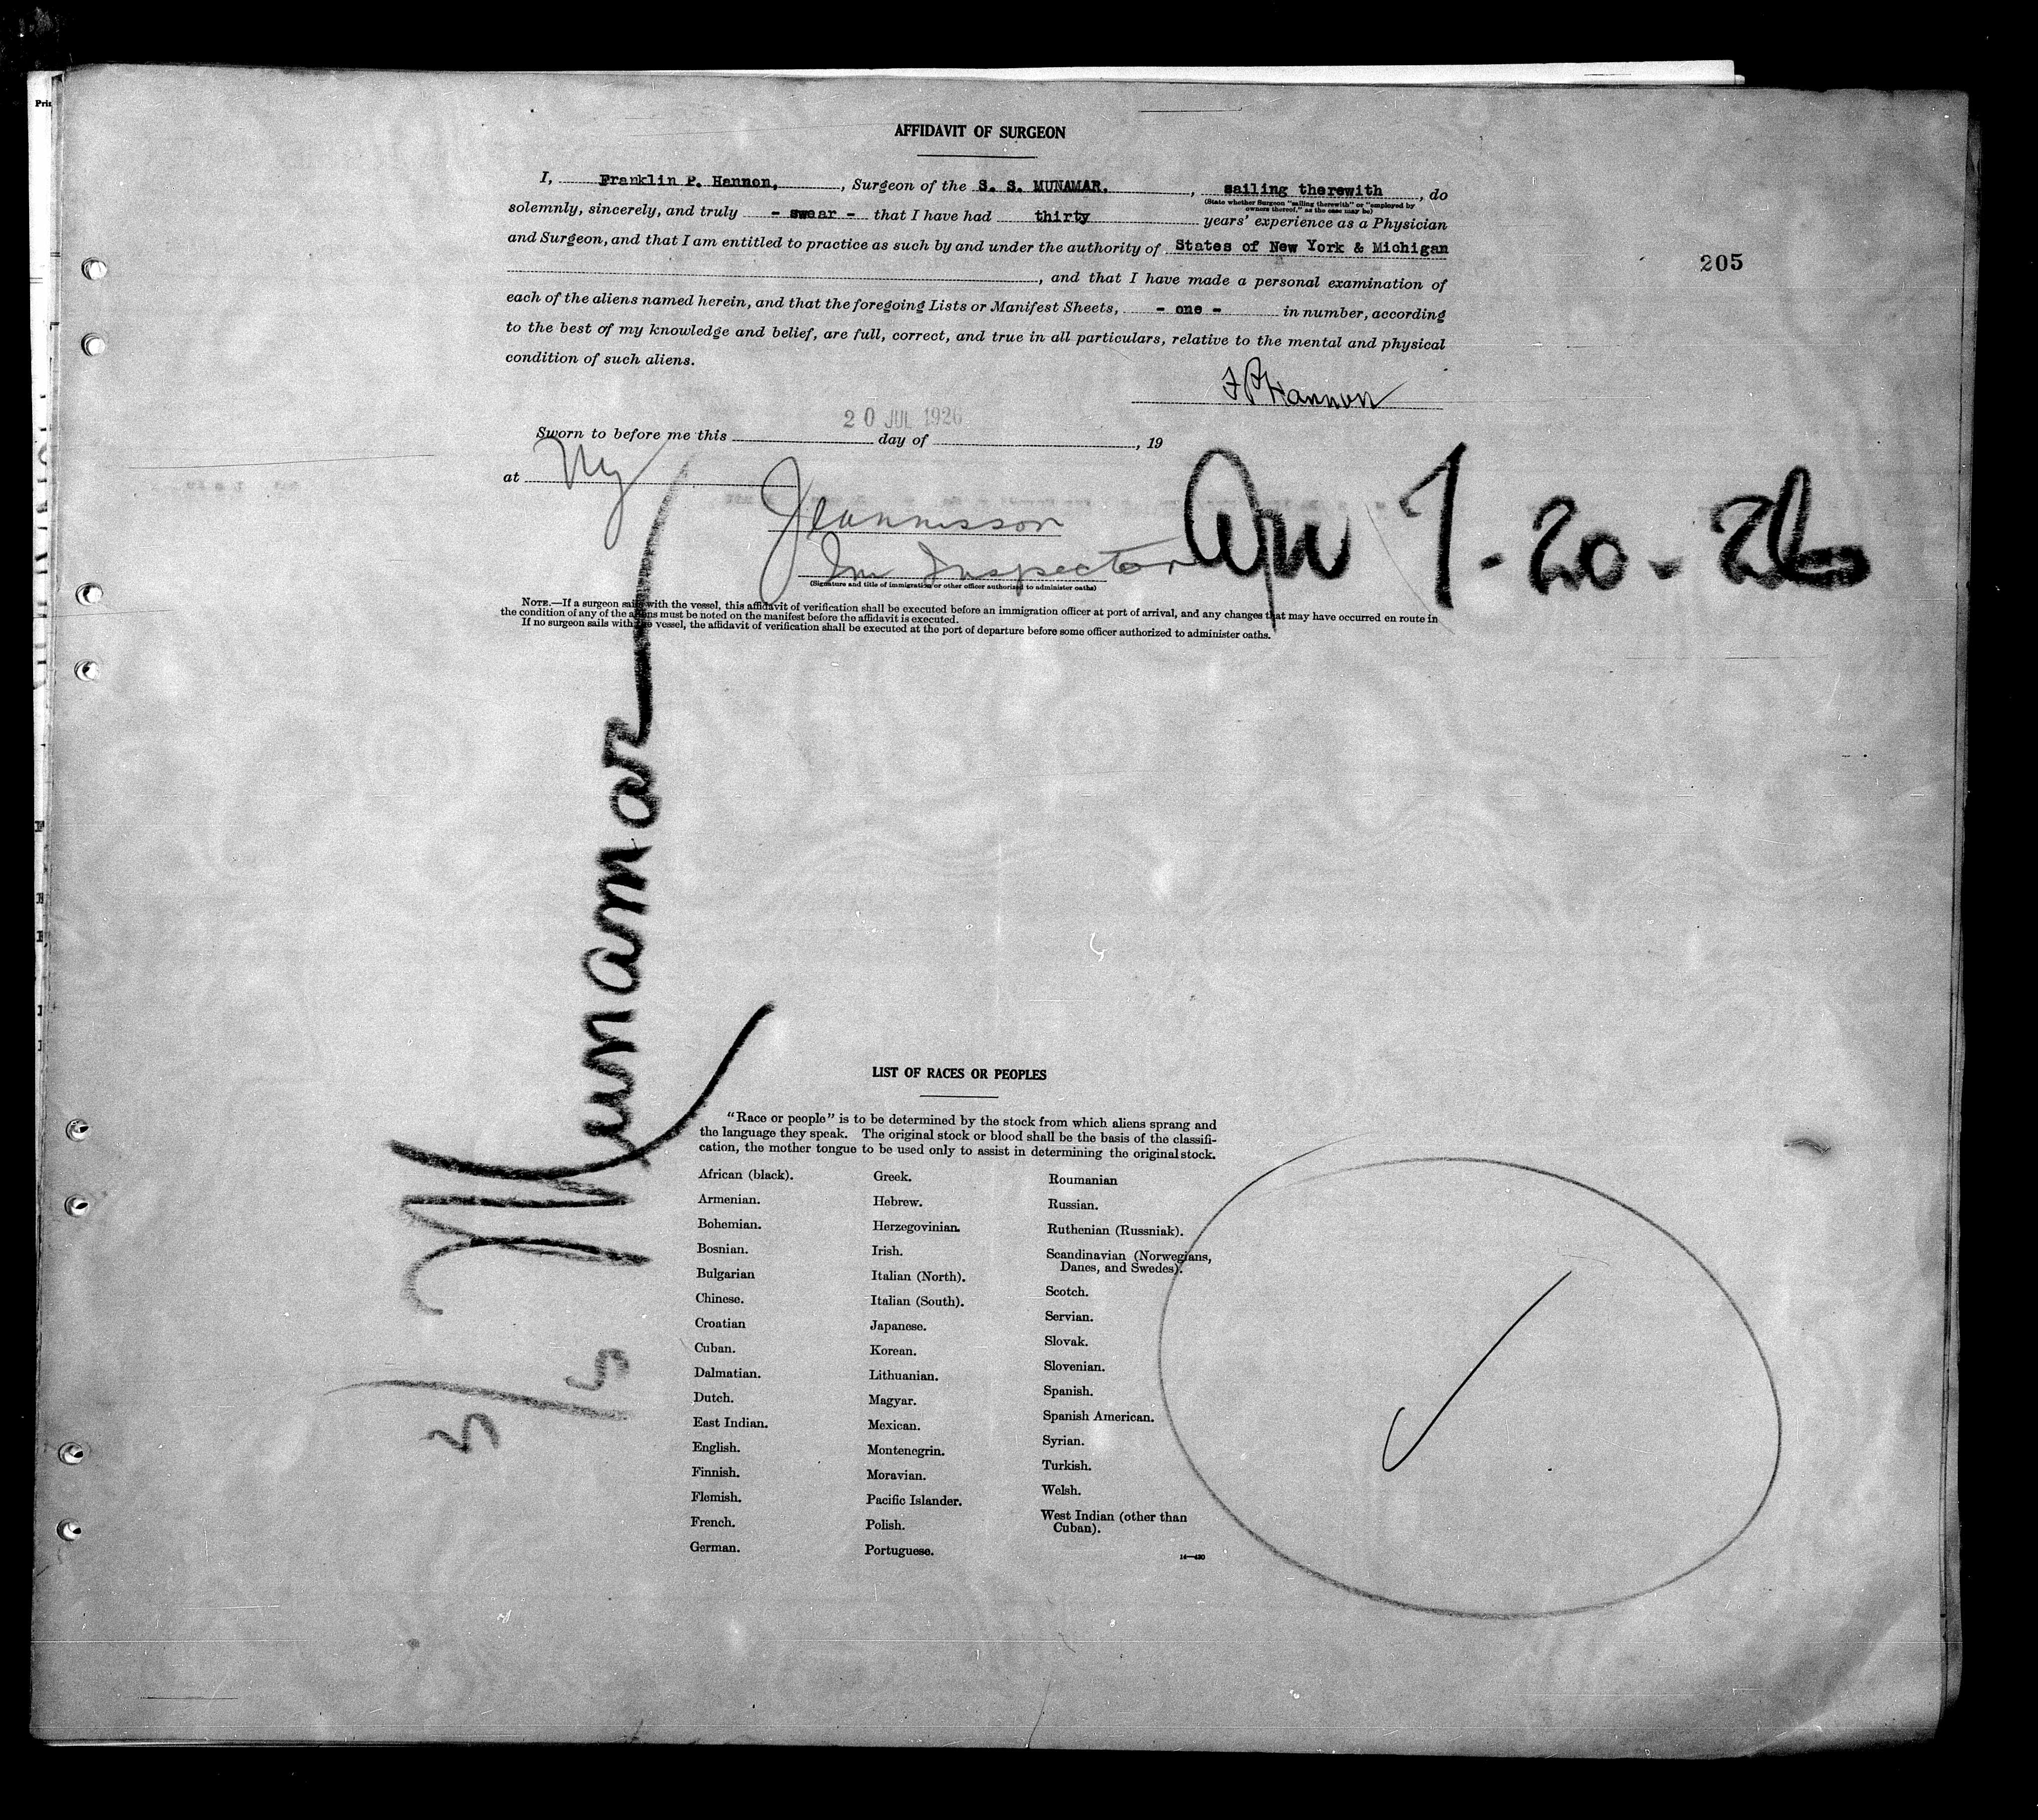 AFFIDAVIT OF SURGEON
I, Franklin P. Hannon, , Surgeon of the S. S. MUNAMAR. , sailing therewith , do
(State whether Surgeon "sailing therewith" or "employed by
owners thereof," as the case may be)
solemnly, sincerely, and truly - swear - that I have had thirty years' experience as a Physician
and Surgeon, and that I am entitled to practice as such by and under the authority of States of New York & Michigan
205
, and that I have made a personal examination of
each of the aliens named herein, and that the foregoing Lists or Manifest Sheets, - one - in number, according
to the best of my knowledge and belief, are full, correct, and true in all particulars, relative to the mental and physical
condition of such aliens.
F P Hannon
20 JUL 1926
Sworn to before me this day of , 19
at Ny
Im Inspector
7-20-26
(Signature and title of immigration or other officer authorized to administer oaths)
NOTE.—If a surgeon sails with the vessel, this affidavit of verification shall be executed before an immigration officer at port of arrival, and any changes that may have occurred en route in
the condition of any of the aliens must be noted on the manifest before the affidavit is executed.
If no surgeon sails with the vessel, the affidavit of verification shall be executed at the port of departure before some officer authorized to administer oaths.
Munamar
LIST OF RACES OR PEOPLES
"Race or people" is to be determined by the stock from which aliens sprang and
the language they speak. The original stock or blood shall be the basis of the classifi-
cation, the mother tongue to be used only to assist in determining the original stock.
African (black).
Armenian.
Bohemian.
Bosnian.
Bulgarian
Chinese.
Croatian
Cuban.
Dalmatian.
Dutch.
East Indian.
English.
Finnish.
Flemish.
French.
German.
Greek.
Hebrew.
Herzegovinian.
Irish.
Italian (North).
Italian (South).
Japanese.
Korean.
Lithuanian.
Magyar.
Mexican.
Montenegrin.
Moravian.
Pacific Islander.
Polish.
Portuguese.
Roumanian
Russian.
Ruthenian (Russniak).
Scandinavian (Norwegians,
Danes, and Swedes).
Scotch.
Servian.
Slovak.
Slovenian.
Spanish.
Spanish American.
Syrian.
Turkish.
Welsh.
West Indian (other than
Cuban).
14—430